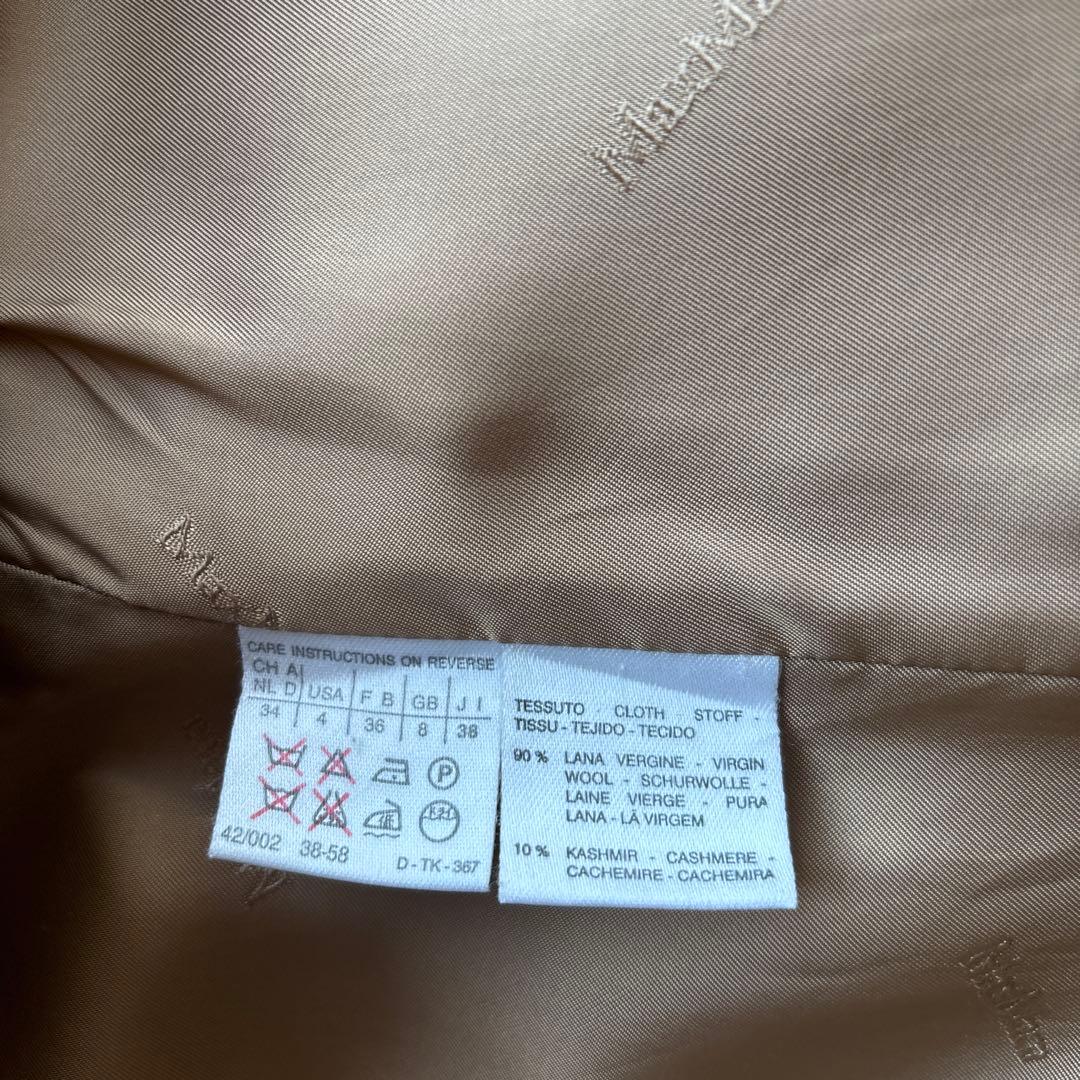 MaxMa
Max
CARE INSTRUCTIONS ON REVERSE
CH A
NL D USA F B GB J I
34 4 36 8 38
P
42/002 38-58 D-TK-367
TESSUTO CLOTH STOFF -
TISSU - TEJIDO - TECIDO
90 % LANA VERGINE - VIRGIN
WOOL - SCHURWOLLE -
LAINE VIERGE - PURA
LANA - LÃ VIRGEM
10 % KASHMIR - CASHMERE -
CACHEMIRE - CACHEMIRA